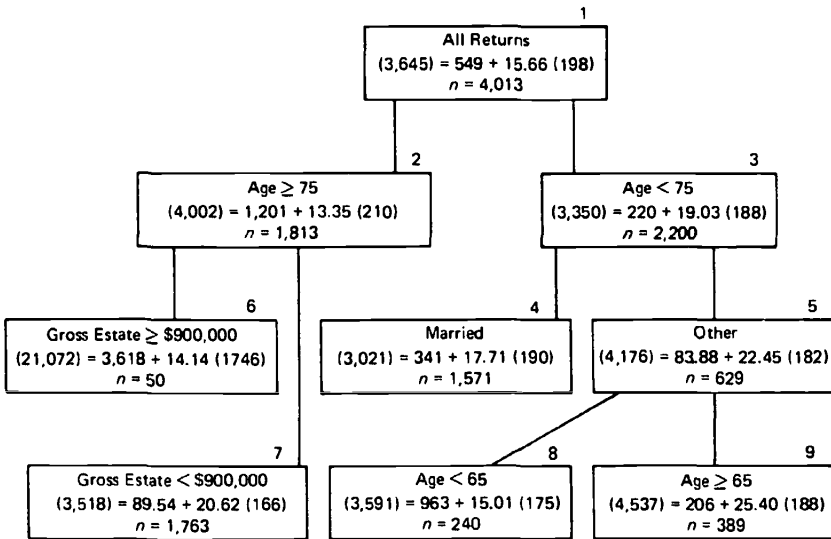 1
All Returns
(3,645) = 549 + 15.66 (198)
n = 4,013
2
Age ≥ 75
(4,002) = 1,201 + 13.35 (210)
n = 1,813
3
Age < 75
(3,350) = 220 + 19.03 (188)
n = 2,200
6
Gross Estate ≥ $900,000
(21,072) = 3,618 + 14.14 (1746)
n = 50
4
Married
(3,021) = 341 + 17.71 (190)
n = 1,571
5
Other
(4,176) = 83.88 + 22.45 (182)
n = 629
7
Gross Estate < $900,000
(3,518) = 89.54 + 20.62 (166)
n = 1,763
8
Age < 65
(3,591) = 963 + 15.01 (175)
n = 240
9
Age ≥ 65
(4,537) = 206 + 25.40 (188)
n = 389